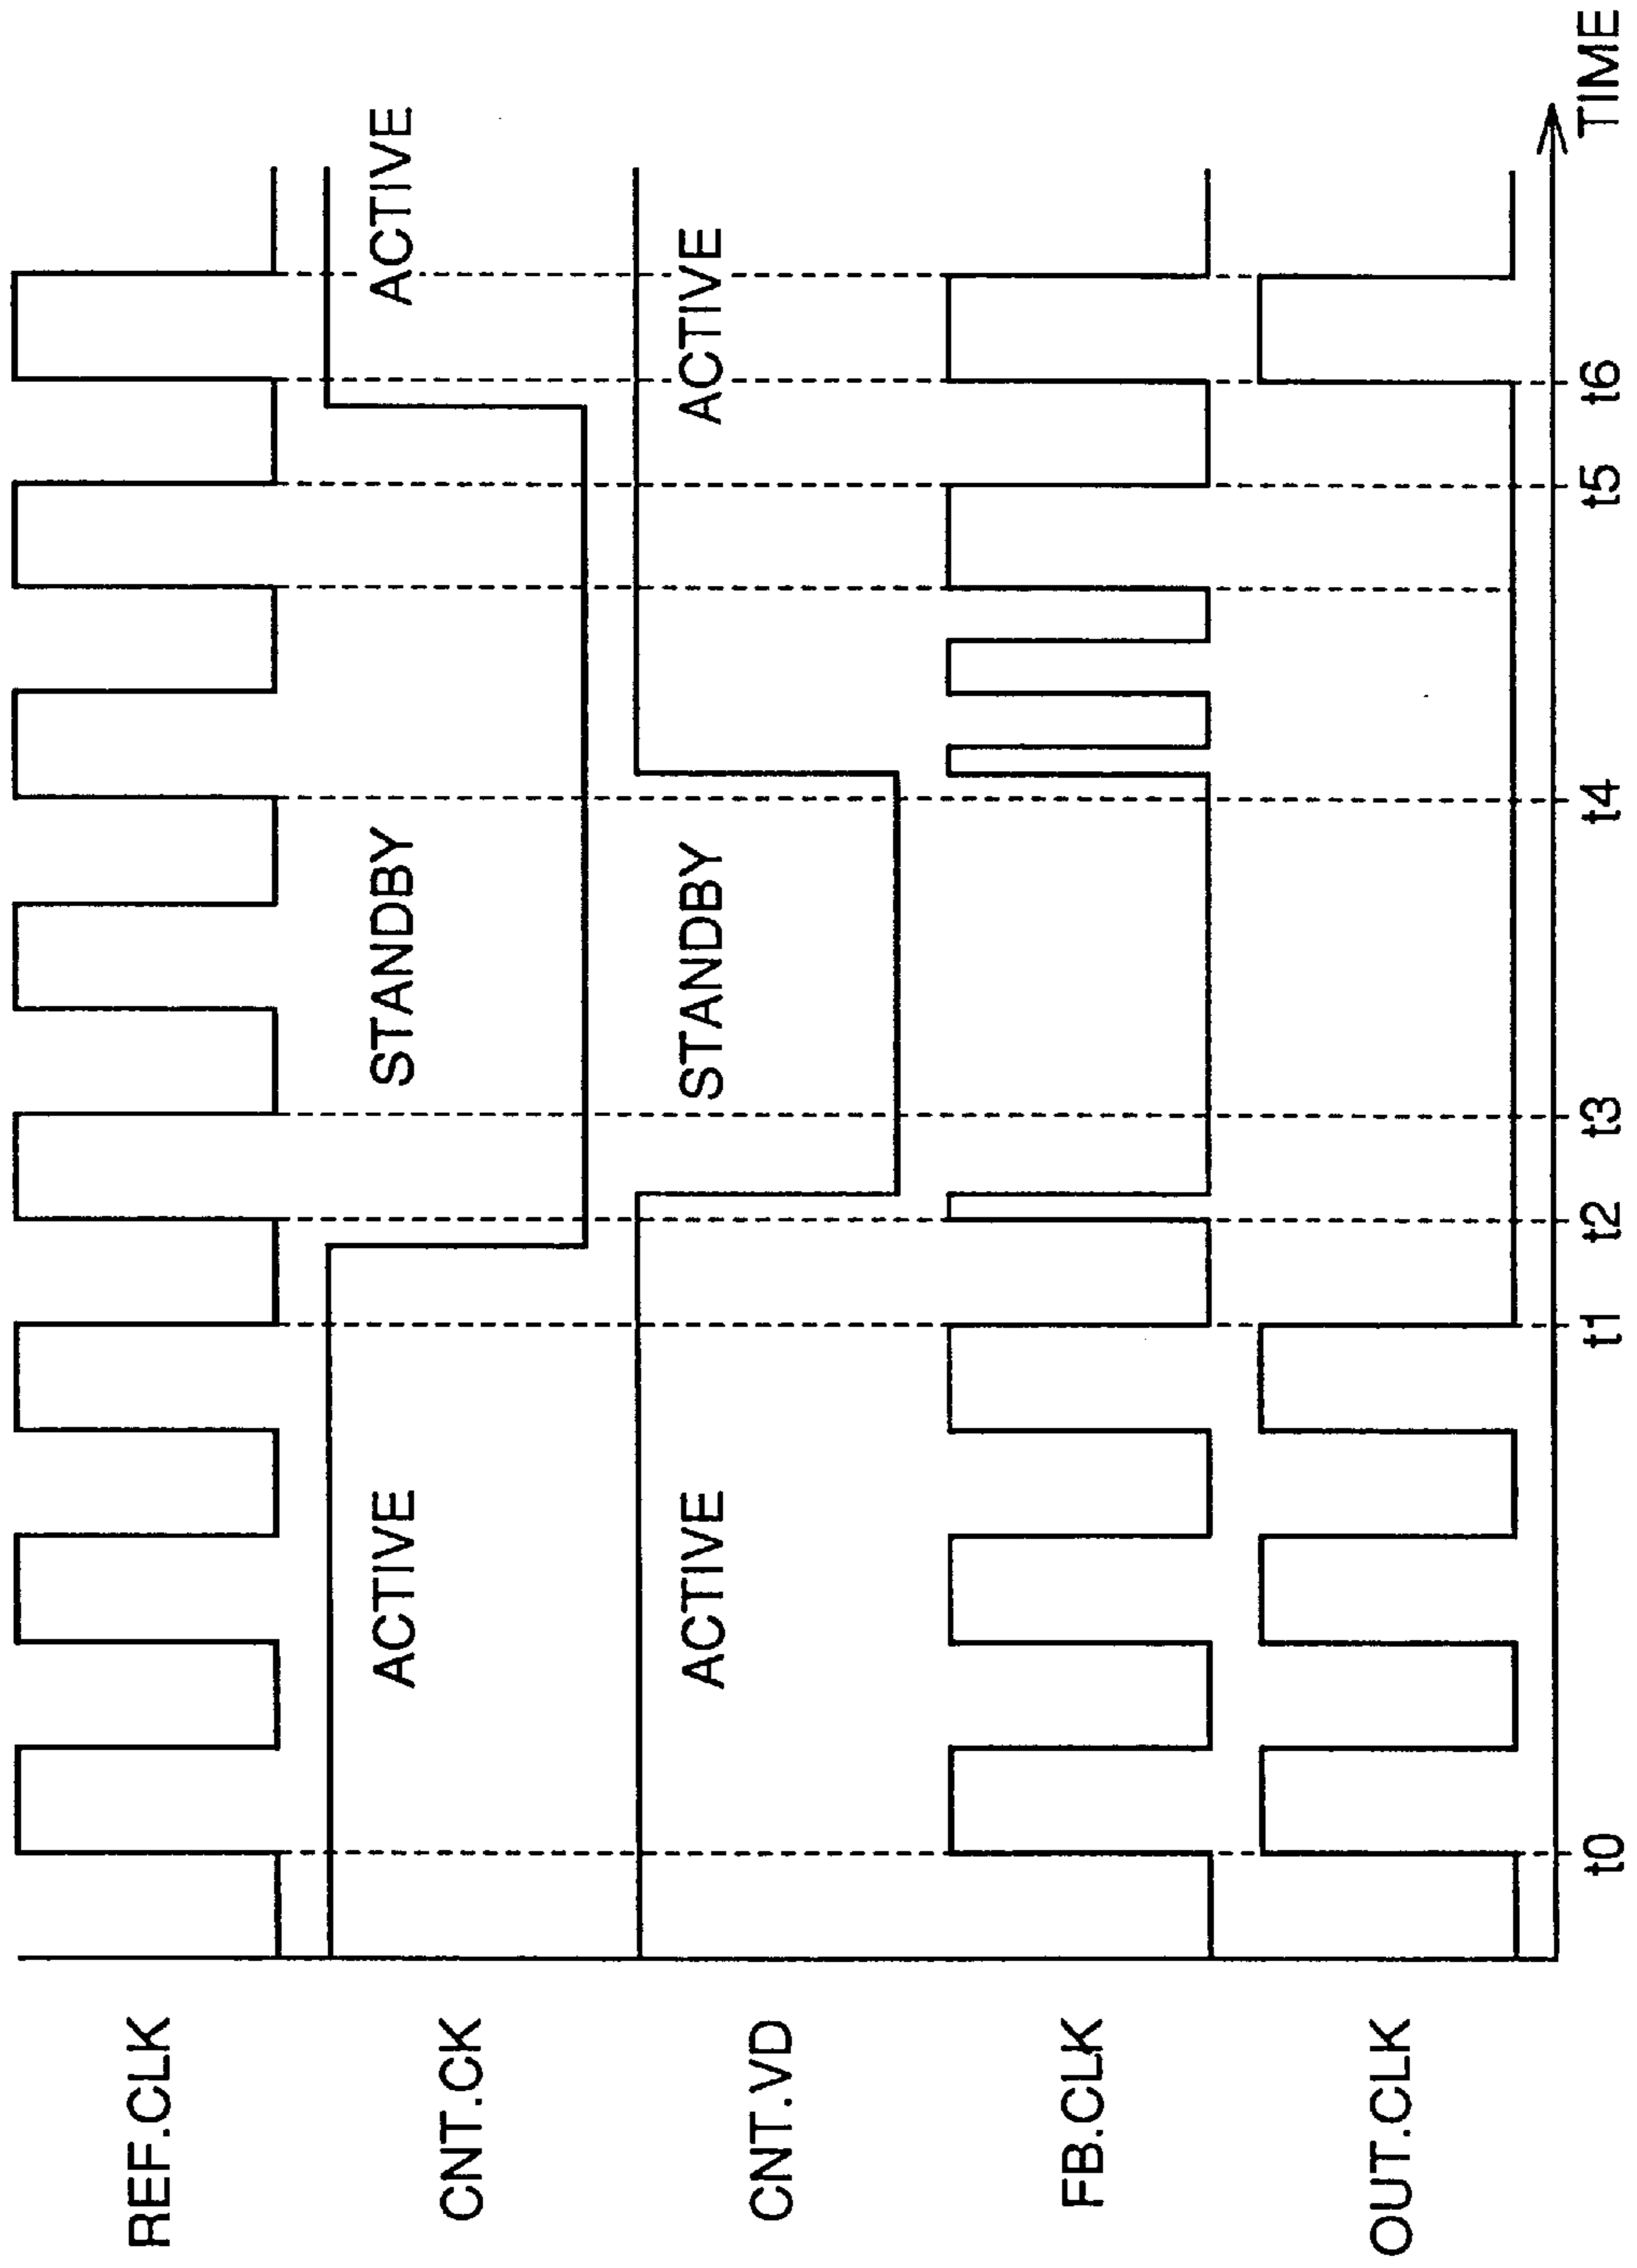 REF.CLK
CNT.CK
ACTIVE
STANDBY
ACTIVE
CNT.VD
ACTIVE
STANDBY
ACTIVE
FB.CLK
OUT.CLK
t0
t1
t2
t3
t4
t5
t6
TIME